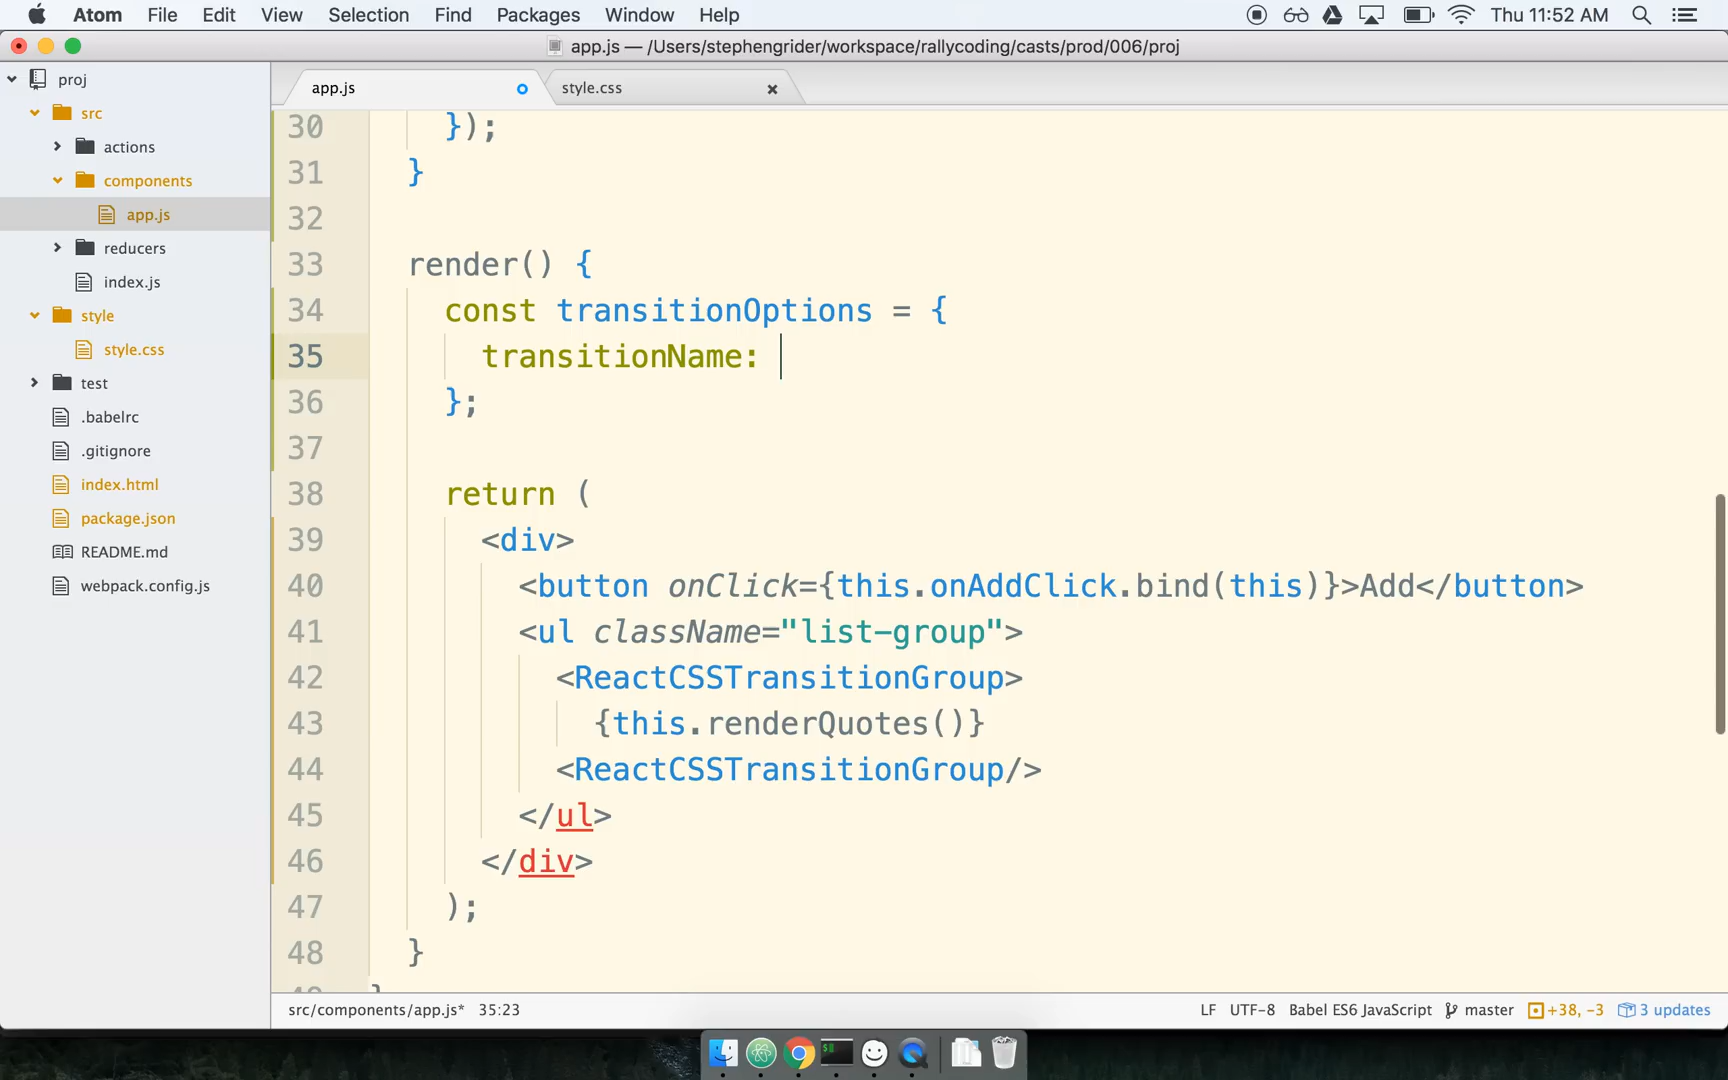 Atom File Edit View Selection Find Packages Window Help Thu 11:52 AM
app.js — /Users/stephengrider/workspace/rallycoding/casts/prod/006/proj
proj
src
actions
components
app.js
reducers
index.js
style
style.css
test
.babelrc
.gitignore
index.html
package.json
README.md
webpack.config.js
app.js style.css
30 });
31 }
32
33 render() {
34 const transitionOptions = {
35 transitionName:
36 };
37
38 return (
39 <div>
40 <button onClick={this.onAddClick.bind(this)}>Add</button>
41 <ul className="list-group">
42 <ReactCSSTransitionGroup>
43 {this.renderQuotes()}
44 <ReactCSSTransitionGroup/>
45 </ul>
46 </div>
47 );
48 }
src/components/app.js* 35:23 LF UTF-8 Babel ES6 JavaScript master +38, -3 3 updates